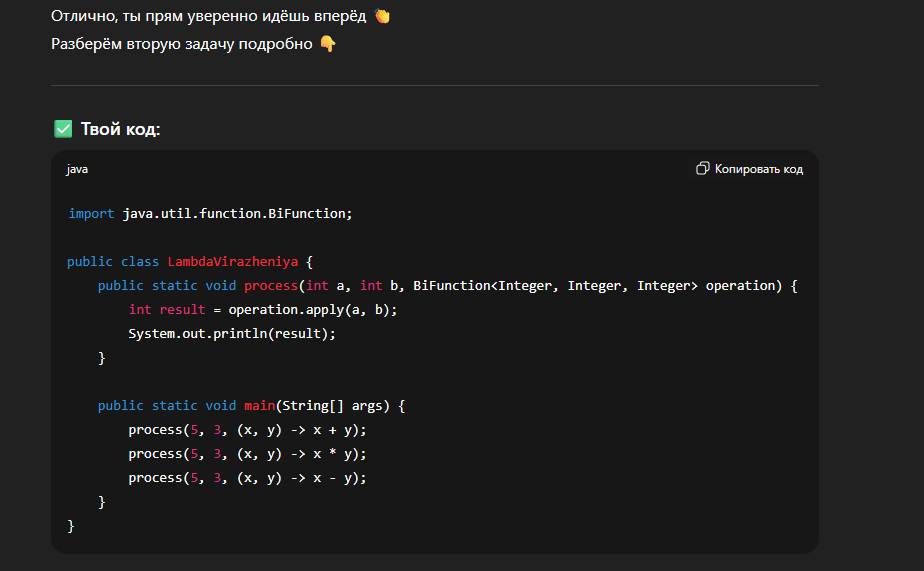 Отлично, ты прям уверенно идёшь вперёд 👏
Разберём вторую задачу подробно 👇
✅ Твой код:
java
Копировать код
import java.util.function.BiFunction;
public class LambdaVirazheniya {
    public static void process(int a, int b, BiFunction<Integer, Integer, Integer> operation) {
        int result = operation.apply(a, b);
        System.out.println(result);
    }
    public static void main(String[] args) {
        process(5, 3, (x, y) -> x + y);
        process(5, 3, (x, y) -> x * y);
        process(5, 3, (x, y) -> x - y);
    }
}